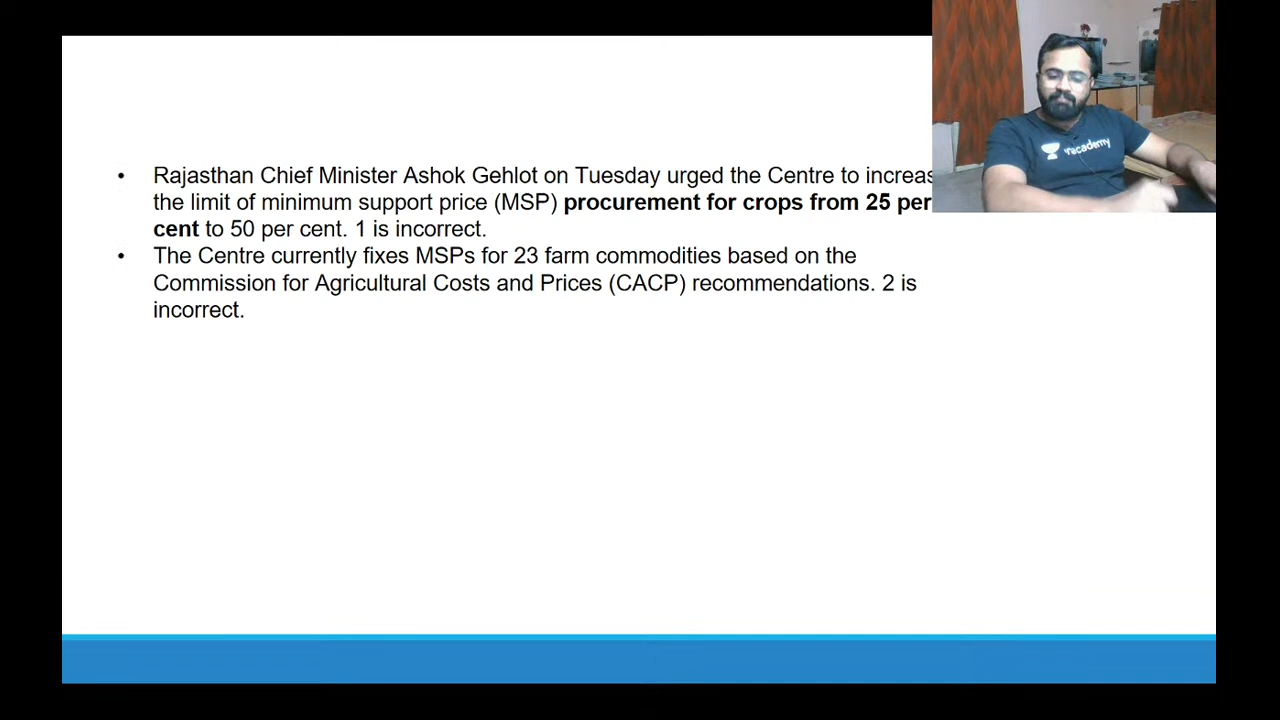 Rajasthan Chief Minister Ashok Gehlot on Tuesday urged the Centre to increas
the limit of minimum support price (MSP) procurement for crops from 25 per
cent to 50 per cent. 1 is incorrect.
The Centre currently fixes MSPs for 23 farm commodities based on the
Commission for Agricultural Costs and Prices (CACP) recommendations. 2 is
incorrect.
unacademy